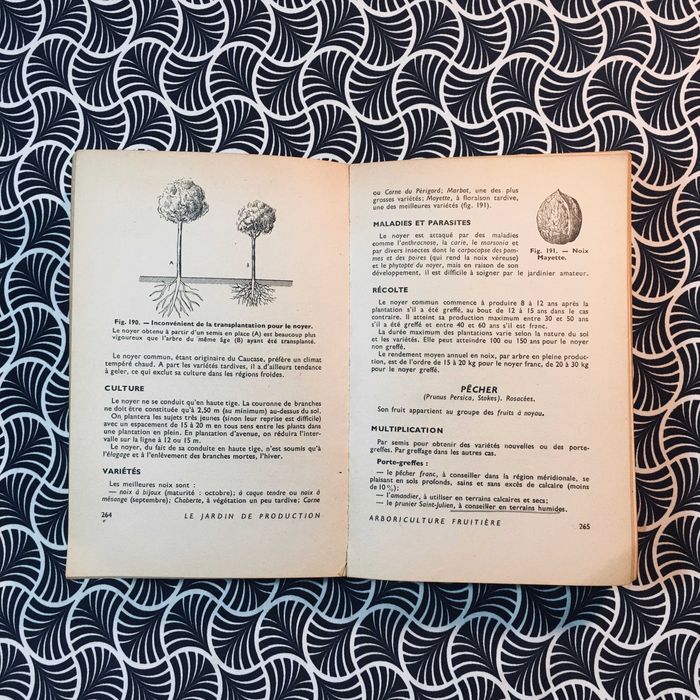 A
B
Fig. 190. — Inconvénient de la transplantation pour le noyer.
Le noyer obtenu à partir d'un semis en place (A) est beaucoup plus
vigoureux que l'arbre du même âge (B) ayant été transplanté.
Le noyer commun, étant originaire du Caucase, préfère un climat
tempéré chaud. A part les variétés tardives, il a d'ailleurs tendance
à geler, ce qui exclut sa culture dans les régions froides.
CULTURE
Le noyer ne se conduit qu'en haute tige. La couronne de branches
ne doit être constituée qu'à 2,50 m (au minimum) au-dessus du sol.
On plantera les sujets très jeunes (sinon leur reprise est difficile)
avec un espacement de 15 à 20 m en tous sens entre les plants dans
une plantation en plein. En plantation d'avenue, on réduira l'inter-
valle sur la ligne à 12 ou 15 m.
Le noyer, du fait de sa conduite en haute tige, n'est soumis qu'à
l'élagage et à l'enlèvement des branches mortes, l'hiver.
VARIÉTÉS
Les meilleures noix sont :
— noix à bijoux (maturité : octobre); à coque tendre ou noix à
mésange (septembre); Chaberte, à végétation un peu tardive; Corne
264 LE JARDIN DE PRODUCTION
ou Corne du Périgord; Marbot, une des plus
grosses variétés; Mayette, à floraison tardive,
une des meilleures variétés (fig. 191).
MALADIES ET PARASITES
Le noyer est attaqué par des maladies
comme l'anthracnose, la carie, le marsonia et
par divers insectes dont le carpocapse des pom-
mes et des poires (qui rend la noix véreuse)
et le phytopte du noyer, mais en raison de son
développement, il est difficile à soigner par le jardinier amateur.
Fig. 191. — Noix
Mayette.
RÉCOLTE
Le noyer commun commence à produire 8 à 12 ans après la
plantation s'il a été greffé, au bout de 12 à 15 ans dans le cas
contraire. Il atteint sa production maximum entre 30 et 50 ans
s'il a été greffé et entre 40 et 60 ans s'il est franc.
La durée maximum des plantations varie selon la nature du sol
et les variétés. Elle peut atteindre 100 ou 150 ans pour le noyer
non greffé.
Le rendement moyen annuel en noix, par arbre en pleine produc-
tion, est de l'ordre de 15 à 20 kg pour le noyer franc, de 20 à 30 kg
pour le noyer greffé.
PÊCHER
(Prunus Persica, Stokes). Rosacées.
Son fruit appartient au groupe des fruits à noyau.
MULTIPLICATION
Par semis pour obtenir des variétés nouvelles ou des porte-
greffes. Par greffage dans les autres cas.
Porte-greffes :
— le pêcher franc, à conseiller dans la région méridionale, se
plaisant en sols profonds, sains et sans excès de calcaire (moins
de 10 %);
— l'amandier, à utiliser en terrains calcaires et secs;
— le prunier Saint-Julien, à conseiller en terrains humides.
ARBORICULTURE FRUITIÈRE 265